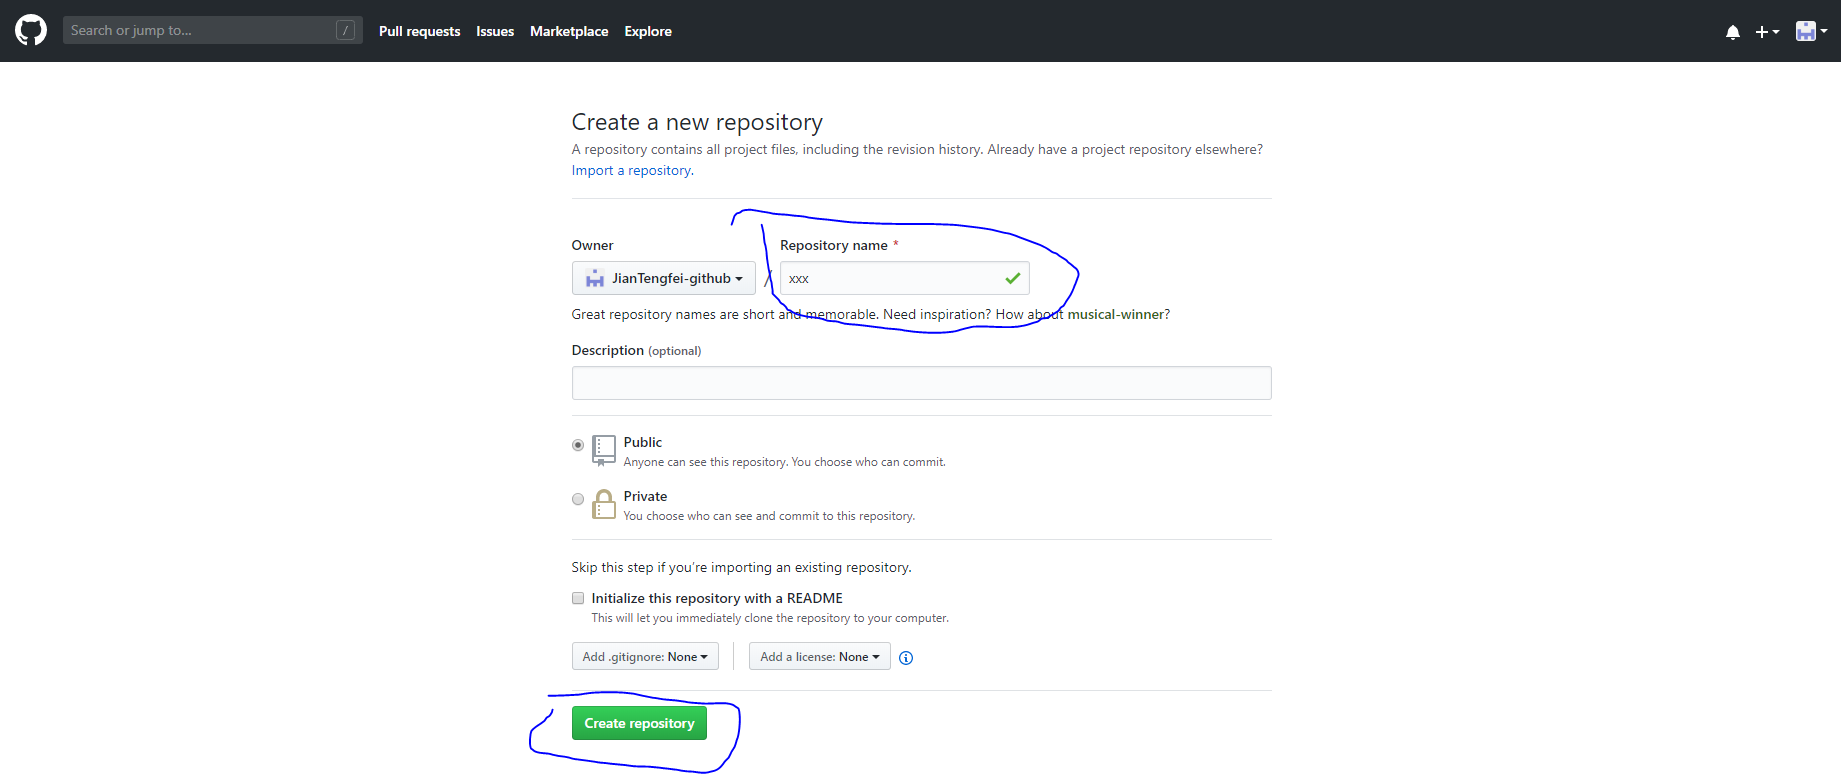 Search or jump to... / Pull requests Issues Marketplace Explore
Create a new repository
A repository contains all project files, including the revision history. Already have a project repository elsewhere?
Import a repository.
Owner Repository name *
JianTengfei-github / xxx
Great repository names are short and memorable. Need inspiration? How about musical-winner?
Description (optional)
Public
Anyone can see this repository. You choose who can commit.
Private
You choose who can see and commit to this repository.
Skip this step if you're importing an existing repository.
Initialize this repository with a README
This will let you immediately clone the repository to your computer.
Add .gitignore: None Add a license: None
Create repository